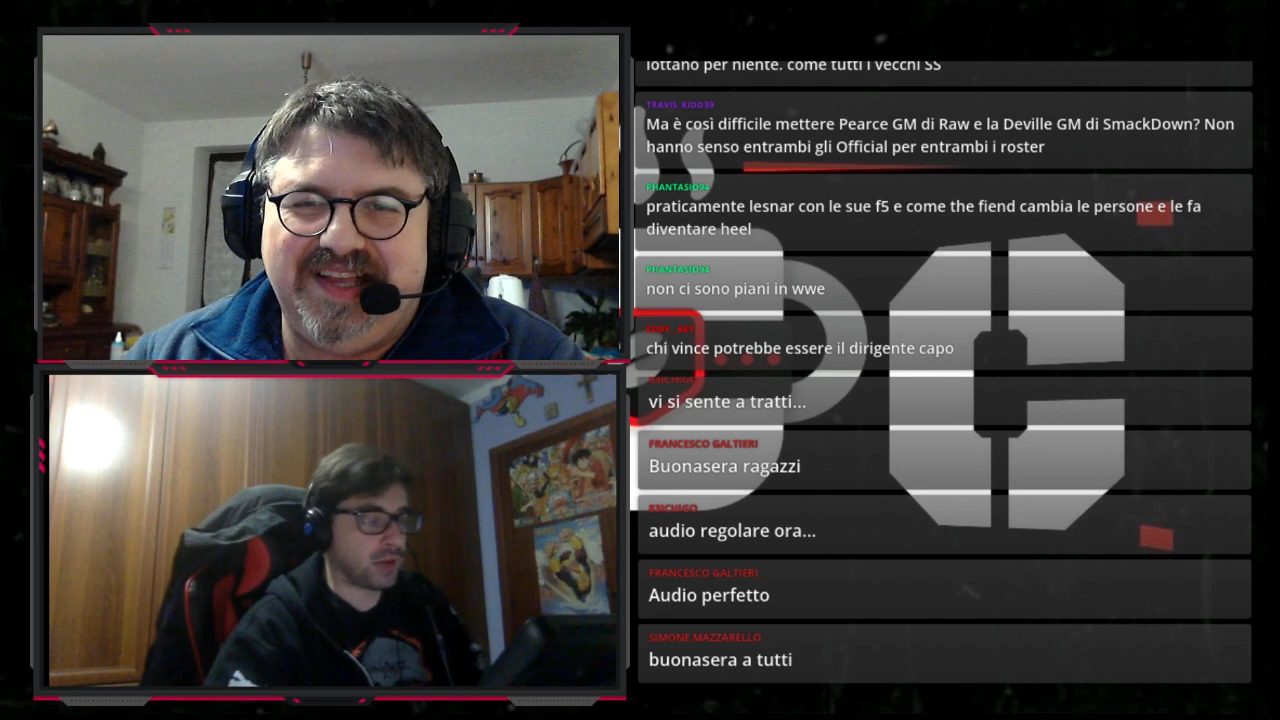 lottano per niente. come tutti i vecchi SS
TRAVIS_KIDD39
Ma è così difficile mettere Pearce GM di Raw e la Deville GM di SmackDown? Non
hanno senso entrambi gli Official per entrambi i roster
PHANTASIO94
praticamente lesnar con le sue f5 e come the fiend cambia le persone e le fa
diventare heel
PHANTASIO94
non ci sono piani in wwe
chi vince potrebbe essere il dirigente capo
vi si sente a tratti...
FRANCESCO GALTIERI
Buonasera ragazzi
audio regolare ora...
FRANCESCO GALTIERI
Audio perfetto
SIMONE MAZZARELLO
buonasera a tutti